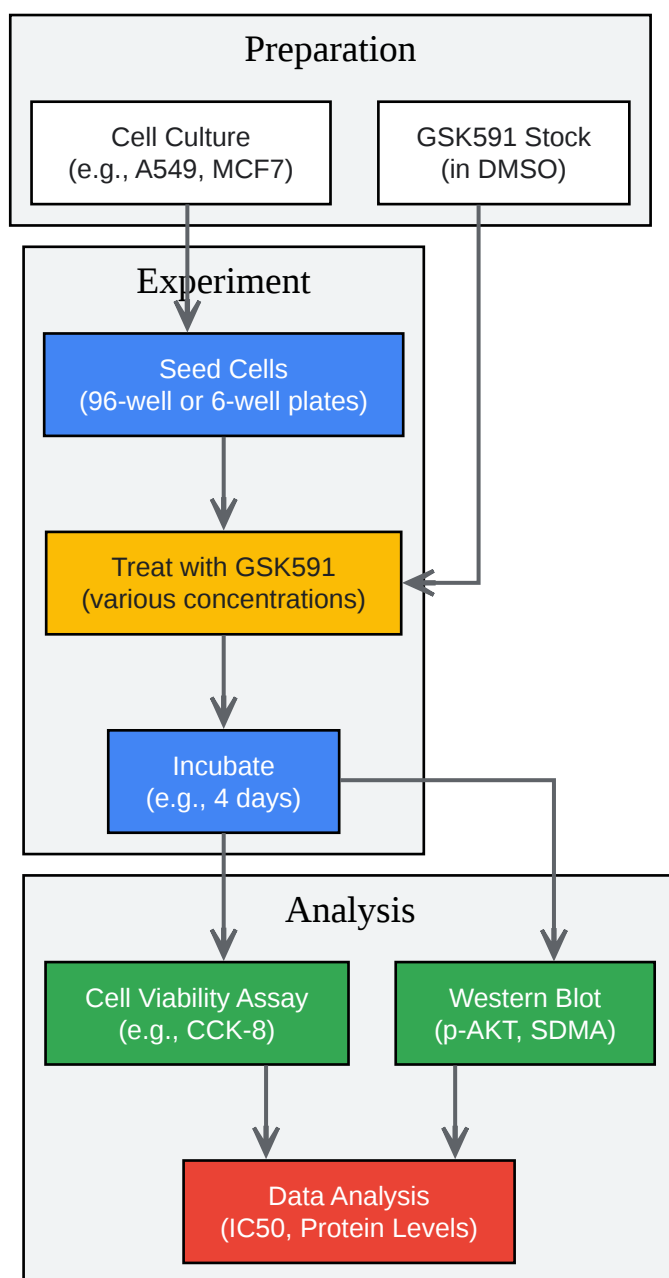 Preparation
Cell Culture
(e.g., A549, MCF7)
GSK591 Stock
(in DMSO)
Experiment
Seed Cells
(96-well or 6-well plates)
Treat with GSK591
(various concentrations)
Incubate
(e.g., 4 days)
Analysis
Cell Viability Assay
(e.g., CCK-8)
Western Blot
(p-AKT, SDMA)
Data Analysis
(IC50, Protein Levels)